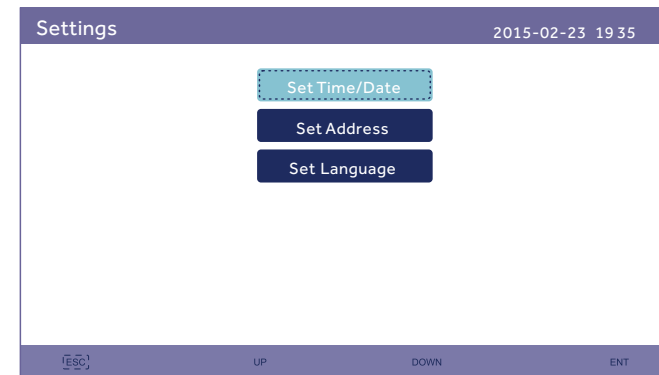 Settings 2015-02-23 19 35
Set Time/Date
Set Address
Set Language
ESC UP DOWN ENT